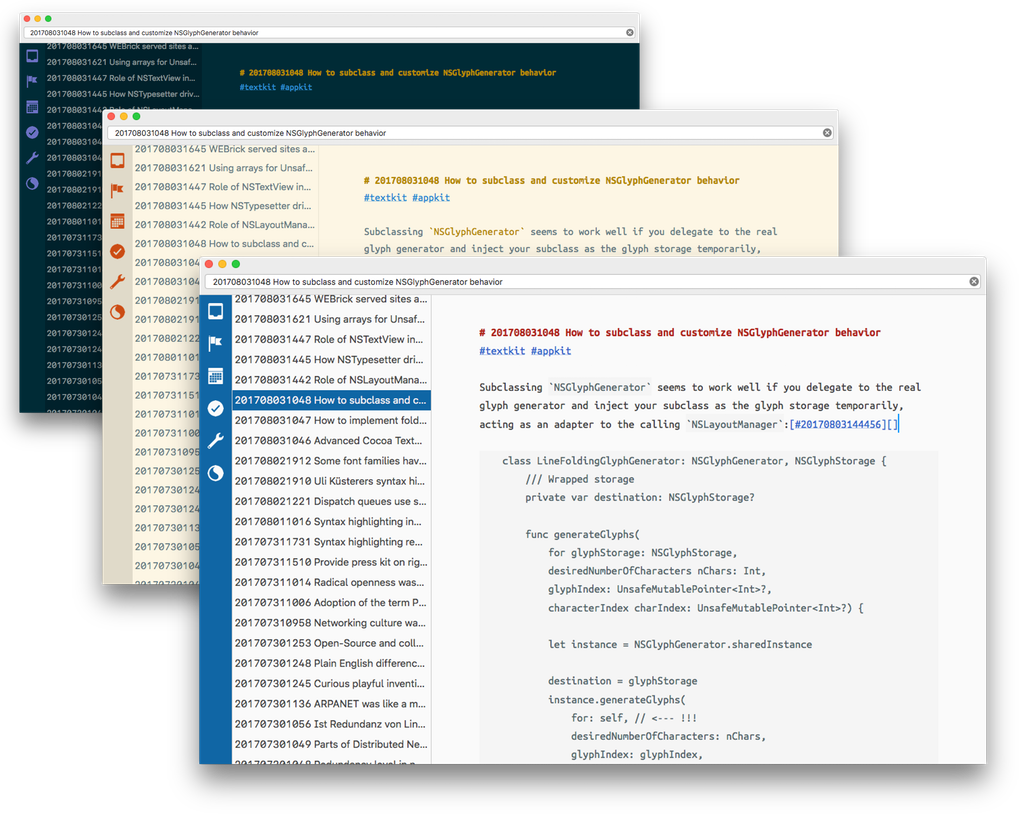 201708031048 How to subclass and customize NSGlyphGenerator behavior
201708031645 WEBrick served sites a...
201708031621 Using arrays for Unsaf...
201708031447 Role of NSTextView in...
201708031445 How NSTypesetter driv...
# 201708031048 How to subclass and customize NSGlyphGenerator behavior
#textkit #appkit
201708031048 How to subclass and customize NSGlyphGenerator behavior
201708031645 WEBrick served sites a...
201708031621 Using arrays for Unsaf...
201708031447 Role of NSTextView in...
201708031445 How NSTypesetter dri...
201708031442 Role of NSLayoutMana...
201708031048 How to subclass and c...
# 201708031048 How to subclass and customize NSGlyphGenerator behavior
#textkit #appkit
Subclassing `NSGlyphGenerator` seems to work well if you delegate to the real
glyph generator and inject your subclass as the glyph storage temporarily,
201708031048 How to subclass and customize NSGlyphGenerator behavior
201708031645 WEBrick served sites a...
201708031621 Using arrays for Unsaf...
201708031447 Role of NSTextView in...
201708031445 How NSTypesetter dri...
201708031442 Role of NSLayoutMana...
201708031048 How to subclass and c...
201708031047 How to implement fold...
201708031046 Advanced Cocoa Text...
201708021912 Some font families hav...
201708021910 Uli Küsterers syntax hi...
201708021221 Dispatch queues use s...
201708011016 Syntax highlighting in...
201707311731 Syntax highlighting re...
201707311510 Provide press kit on rig...
201707311014 Radical openness was...
201707311006 Adoption of the term P...
201707310958 Networking culture wa...
201707301253 Open-Source and coll...
201707301248 Plain English differenc...
201707301245 Curious playful inventi...
201707301136 ARPANET was like a m...
201707301056 Ist Redundanz von Lin...
201707301049 Parts of Distributed Ne...
# 201708031048 How to subclass and customize NSGlyphGenerator behavior
#textkit #appkit
Subclassing `NSGlyphGenerator` seems to work well if you delegate to the real
glyph generator and inject your subclass as the glyph storage temporarily,
acting as an adapter to the calling `NSLayoutManager`:[#20170803144456][]
class LineFoldingGlyphGenerator: NSGlyphGenerator, NSGlyphStorage {
/// Wrapped storage
private var destination: NSGlyphStorage?
func generateGlyphs(
for glyphStorage: NSGlyphStorage,
desiredNumberOfCharacters nChars: Int,
glyphIndex: UnsafeMutablePointer<Int>?,
characterIndex charIndex: UnsafeMutablePointer<Int>?) {
let instance = NSGlyphGenerator.sharedInstance
destination = glyphStorage
instance.generateGlyphs(
for: self, // <--- !!!
desiredNumberOfCharacters: nChars,
glyphIndex: glyphIndex,